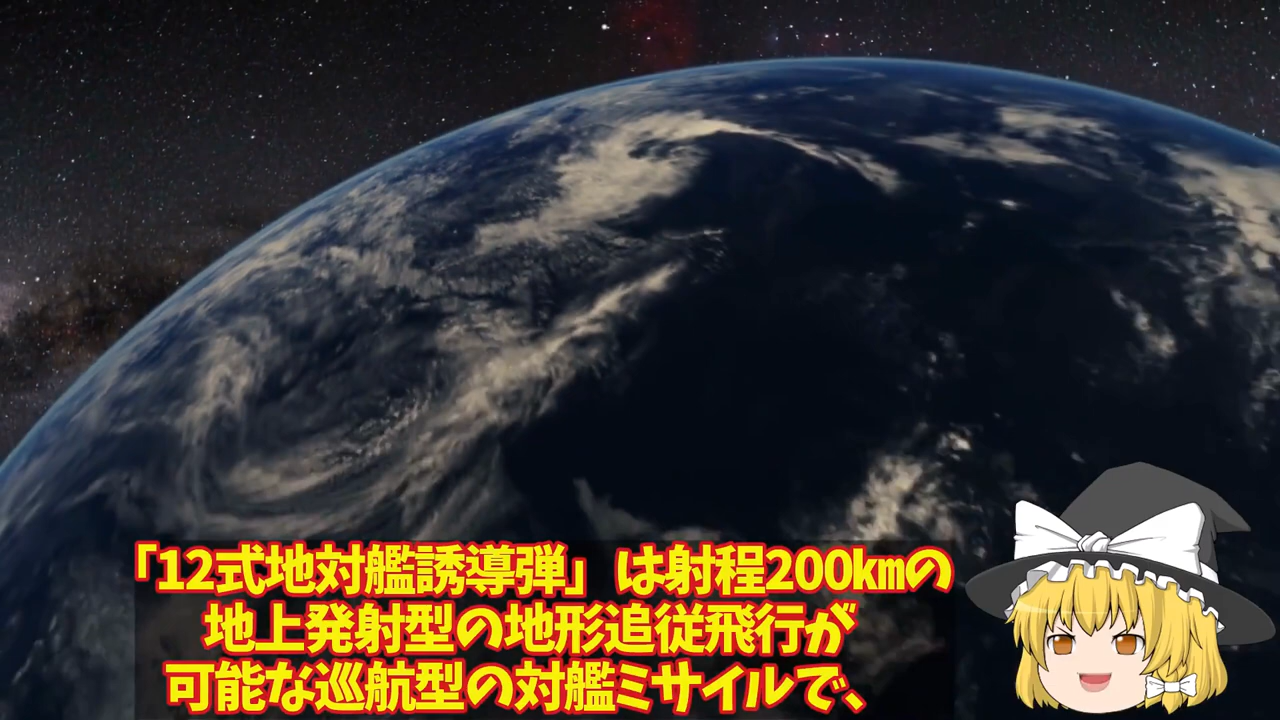 「12式地対艦誘導弾」は射程200㎞の
地上発射型の地形追従飛行が
可能な巡航型の対艦ミサイルで、